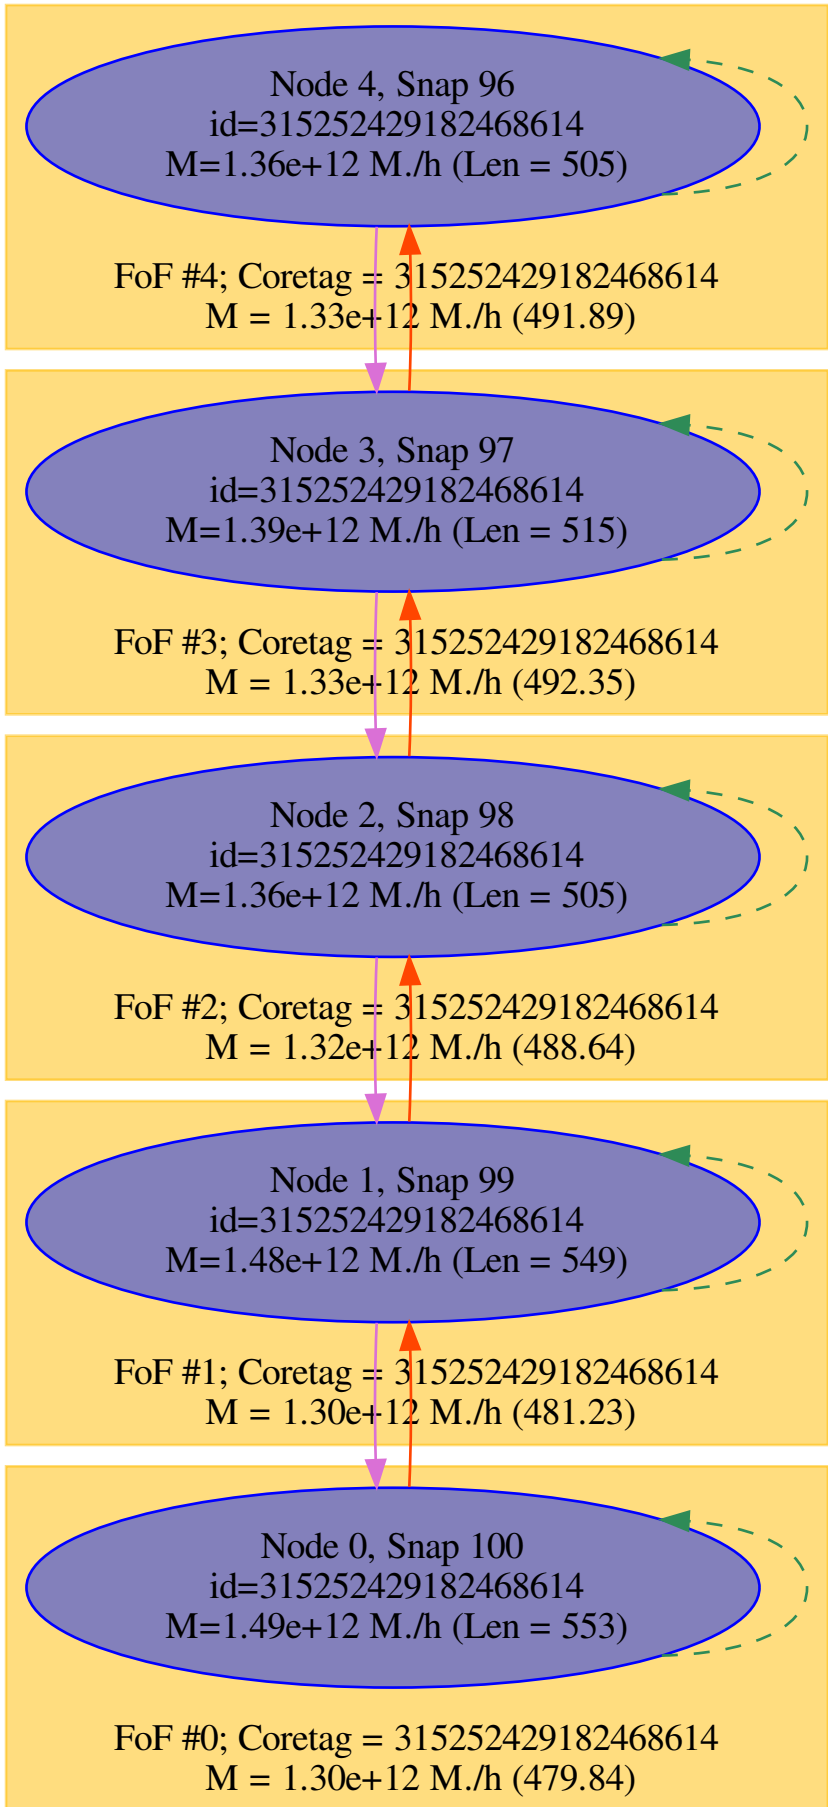 Node 4, Snap 96
id=315252429182468614
M=1.36e+12 M./h (Len = 505)
FoF #4; Coretag = 315252429182468614
M = 1.33e+12 M./h (491.89)
Node 3, Snap 97
id=315252429182468614
M=1.39e+12 M./h (Len = 515)
FoF #3; Coretag = 315252429182468614
M = 1.33e+12 M./h (492.35)
Node 2, Snap 98
id=315252429182468614
M=1.36e+12 M./h (Len = 505)
FoF #2; Coretag = 315252429182468614
M = 1.32e+12 M./h (488.64)
Node 1, Snap 99
id=315252429182468614
M=1.48e+12 M./h (Len = 549)
FoF #1; Coretag = 315252429182468614
M = 1.30e+12 M./h (481.23)
Node 0, Snap 100
id=315252429182468614
M=1.49e+12 M./h (Len = 553)
FoF #0; Coretag = 315252429182468614
M = 1.30e+12 M./h (479.84)